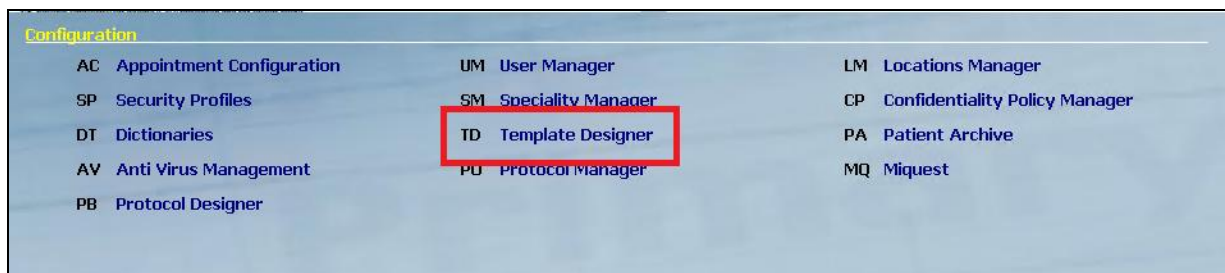 Configuration
AC Appointment Configuration UM User Manager LM Locations Manager
SP Security Profiles SM Speciality Manager CP Confidentiality Policy Manager
DT Dictionaries TD Template Designer PA Patient Archive
AV Anti Virus Management PU Protocol Manager MQ Miquest
PB Protocol Designer